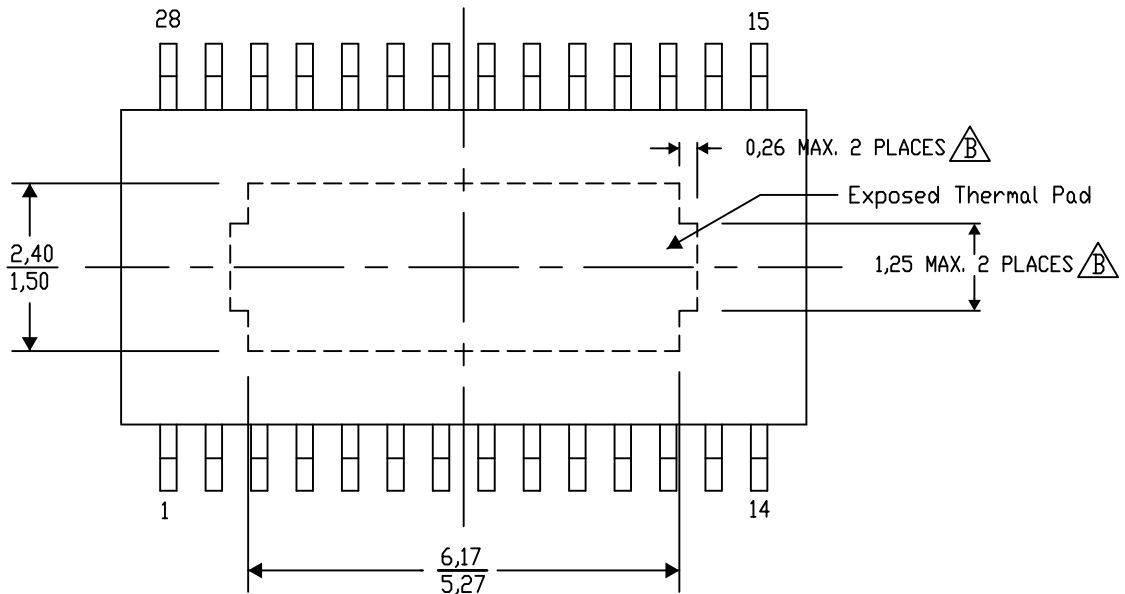 28
15
0,26 MAX. 2 PLACES B
Exposed Thermal Pad
2,40
1,50
1,25 MAX. 2 PLACES B
1
14
6,17
5,27